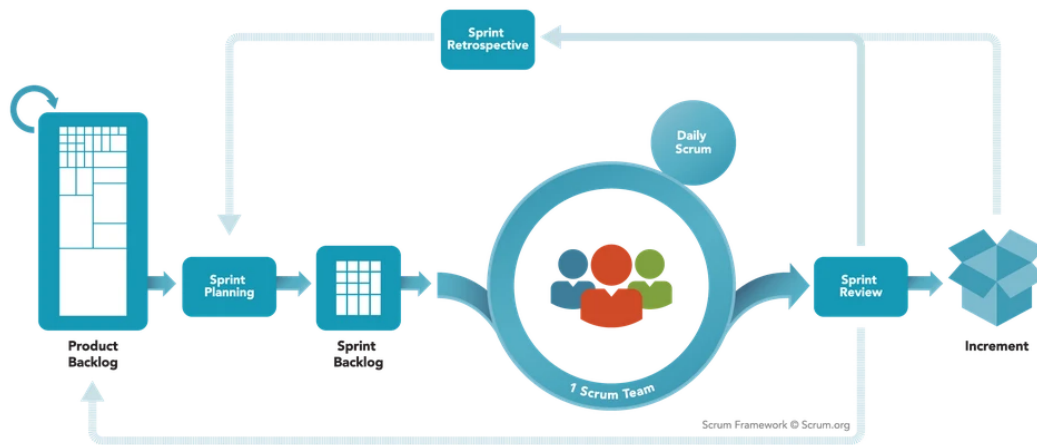 Sprint
Retrospective
Daily
Scrum
Sprint
Planning
Sprint
Review
Product
Backlog
Sprint
Backlog
1 Scrum Team
Increment
Scrum Framework © Scrum.org